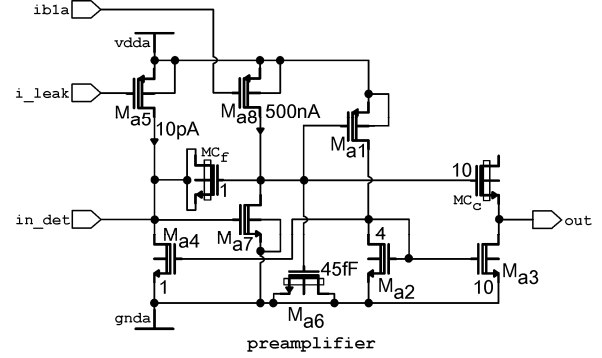 ib1a
vdda
i_leak
Ma5
Ma8
500nA
10pA
Ma1
MCf
1
10
MCc
in_det
out
Ma4
Ma7
4
1
45fF
Ma2
10
Ma3
Ma6
gnda
preamplifier